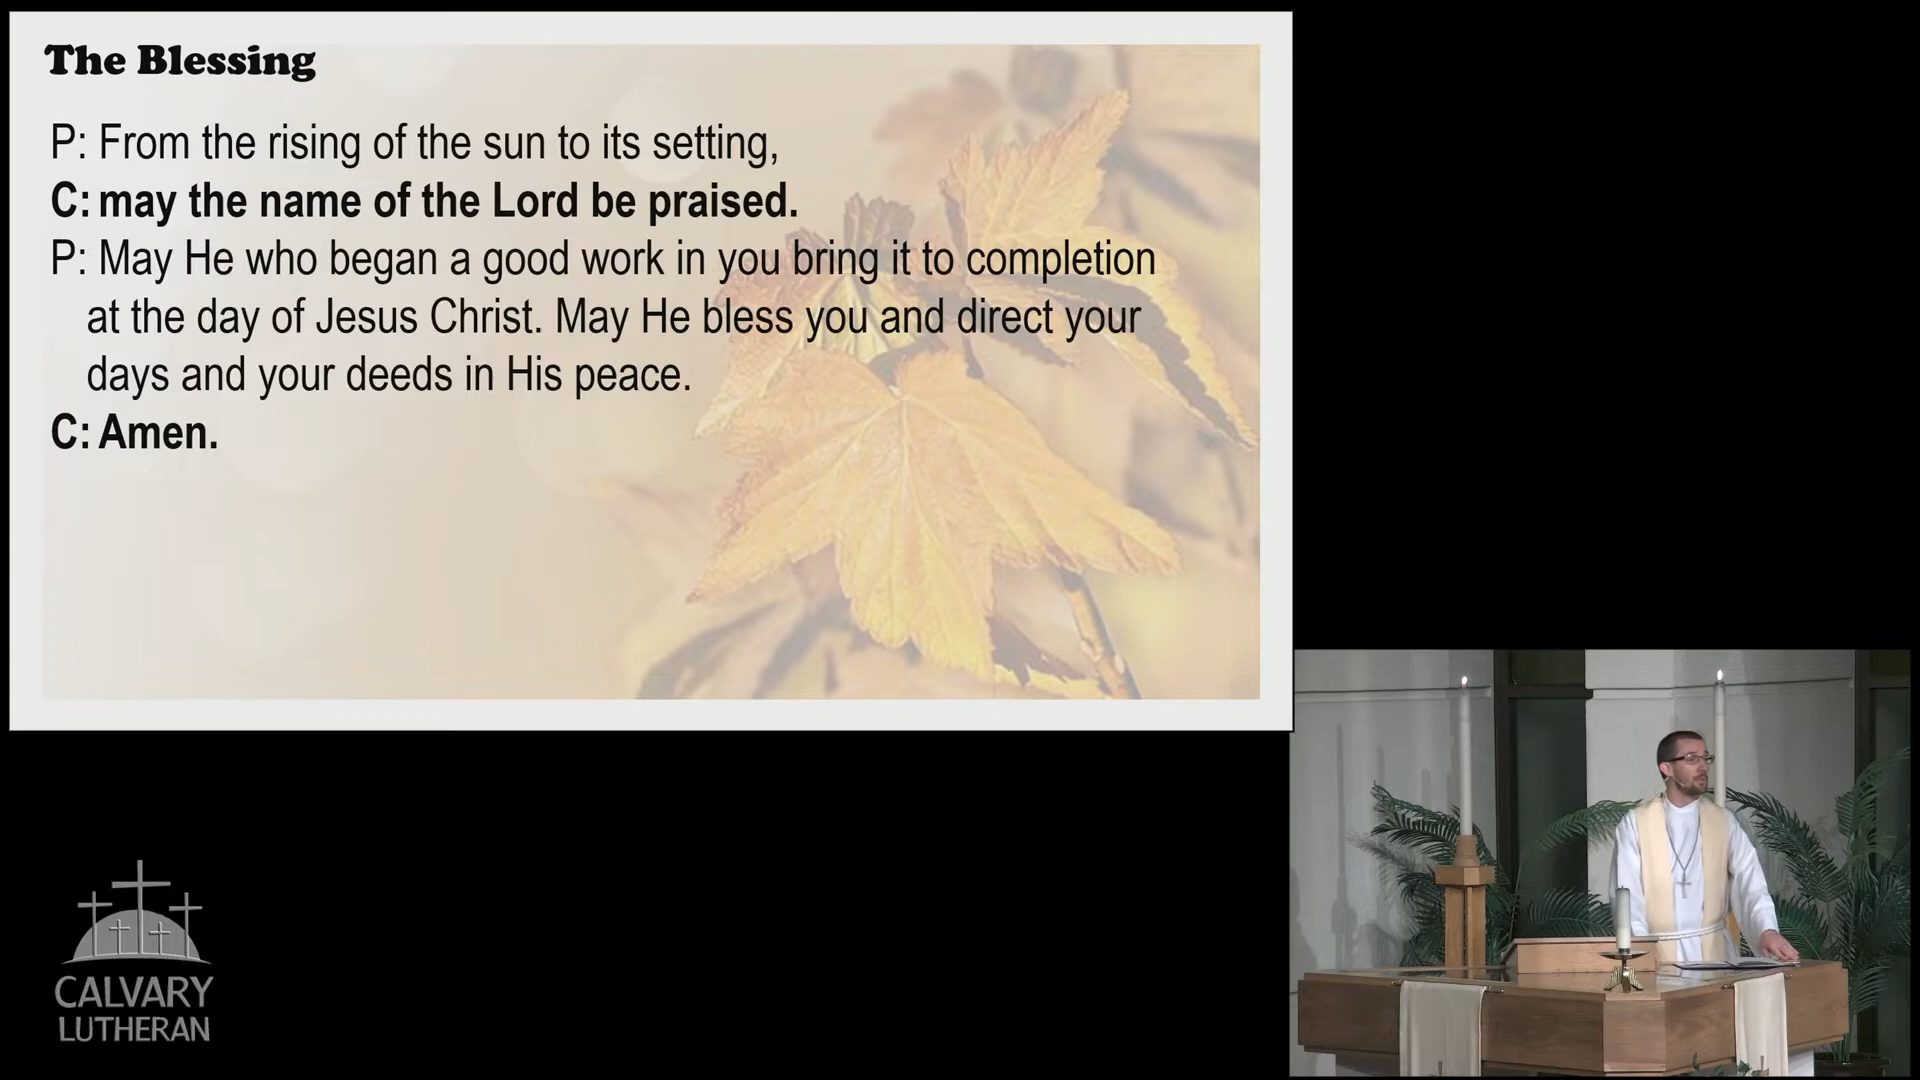 The Blessing
P: From the rising of the sun to its setting,
C: may the name of the Lord be praised.
P: May He who began a good work in you bring it to completion
at the day of Jesus Christ. May He bless you and direct your
days and your deeds in His peace.
C: Amen.
CALVARY
LUTHERAN